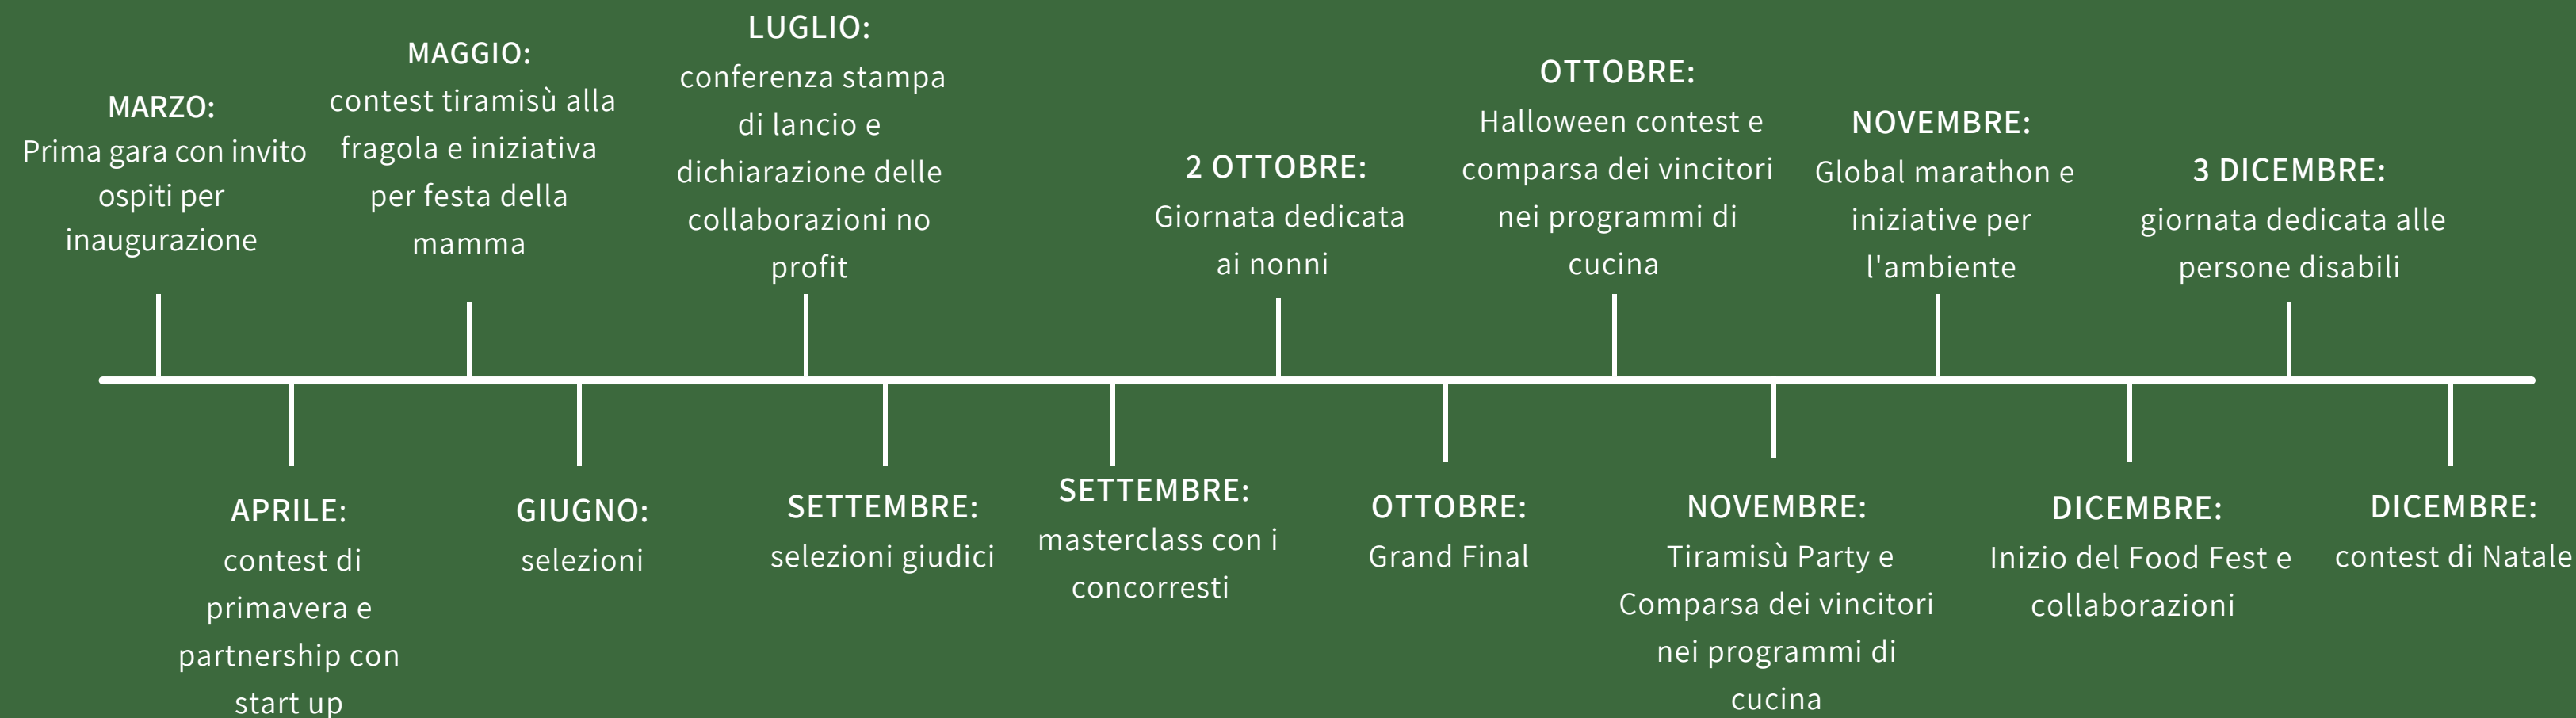 MARZO:
Prima gara con invito
ospiti per
inaugurazione
APRILE:
contest di
primavera e
partnership con
start up
MAGGIO:
contest tiramisù alla
fragola e iniziativa
per festa della
mamma
GIUGNO:
selezioni
LUGLIO:
conferenza stampa
di lancio e
dichiarazione delle
collaborazioni no
profit
SETTEMBRE:
selezioni giudici
SETTEMBRE:
masterclass con i
concorresti
2 OTTOBRE:
Giornata dedicata
ai nonni
OTTOBRE:
Grand Final
OTTOBRE:
Halloween contest e
comparsa dei vincitori
nei programmi di
cucina
NOVEMBRE:
Tiramisù Party e
Comparsa dei vincitori
nei programmi di
cucina
NOVEMBRE:
Global marathon e
iniziative per
l'ambiente
DICEMBRE:
Inizio del Food Fest e
collaborazioni
3 DICEMBRE:
giornata dedicata alle
persone disabili
DICEMBRE:
contest di Natale